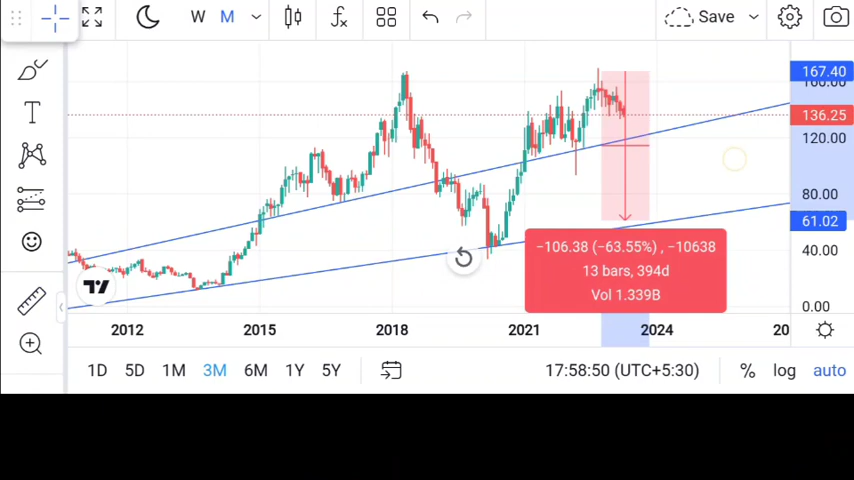 W M
Save
167.40
160.00
136.25
120.00
80.00
61.02
40.00
0.00
−106.38 (−63.55%) , −10638
13 bars, 394d
Vol 1.339B
2012 2015 2018 2021 2024 20
1D 5D 1M 3M 6M 1Y 5Y 17:58:50 (UTC+5:30) % log auto